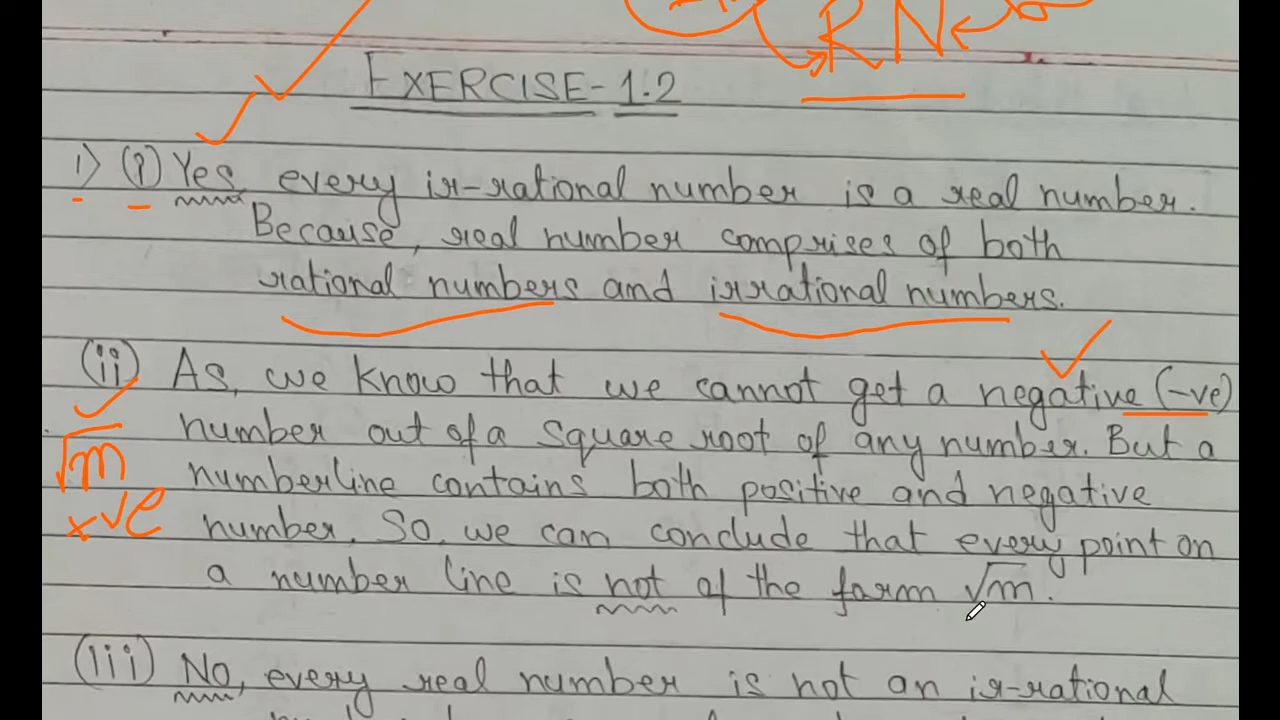 RN
EXERCISE-1.2
1) (i) Yes, every ir-rational number is a real number.
Because, real number comprises of both
rational numbers and irrational numbers.
(ii) As, we know that we cannot get a negative (-ve)
number out of a square root of any number. But a
√m numberline contains both positive and negative
+ve number. So, we can conclude that every point on
a number line is not of the farm √m.
(iii) No, every real number is not an ir-rational